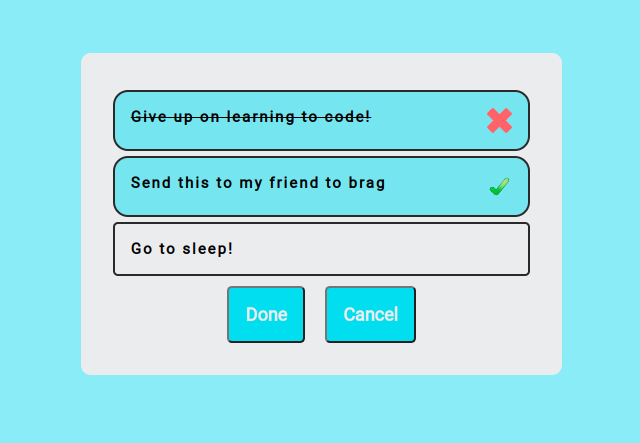 Give up on learning to code!
Send this to my friend to brag
Go to sleep!
Done Cancel